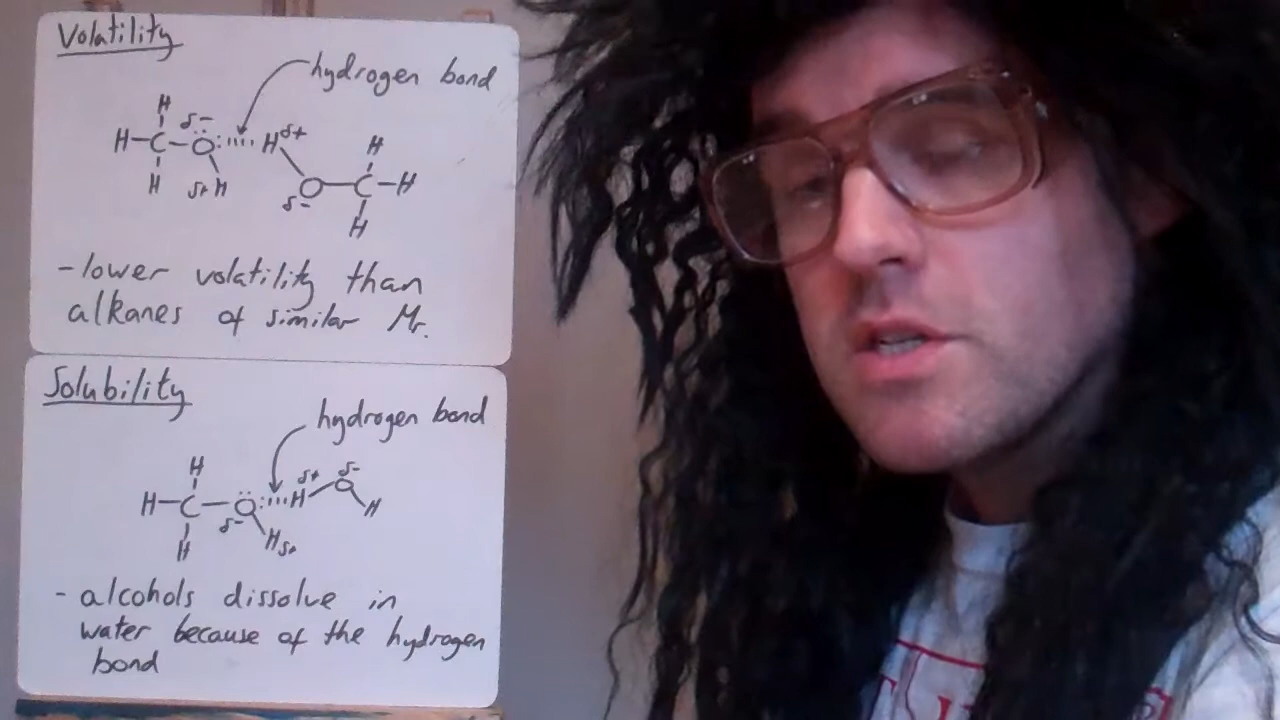 Volatility
hydrogen bond
H
δ-
H-C-O: H δ+
H δ+ H
H
δ- O-C-H
H
-lower volatility than
alkanes of similar Mr.
Solubility
hydrogen bond
H
δ+ δ-
H-C-O: H-O
δ- H
H H δ+
- alcohols dissolve in
water because of the hydrogen
bond